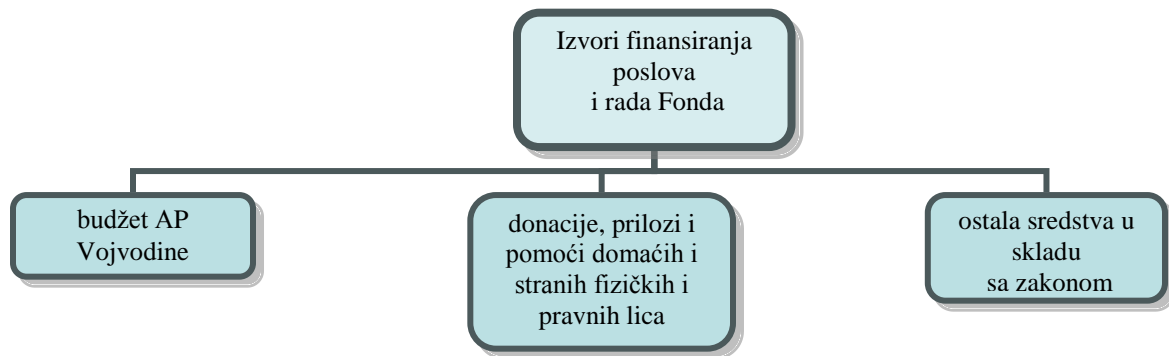 Izvori finansiranja
poslova
i rada Fonda
budžet AP
Vojvodine
donacije, prilozi i
pomoći domaćih i
stranih fizičkih i
pravnih lica
ostala sredstva u
skladu
sa zakonom